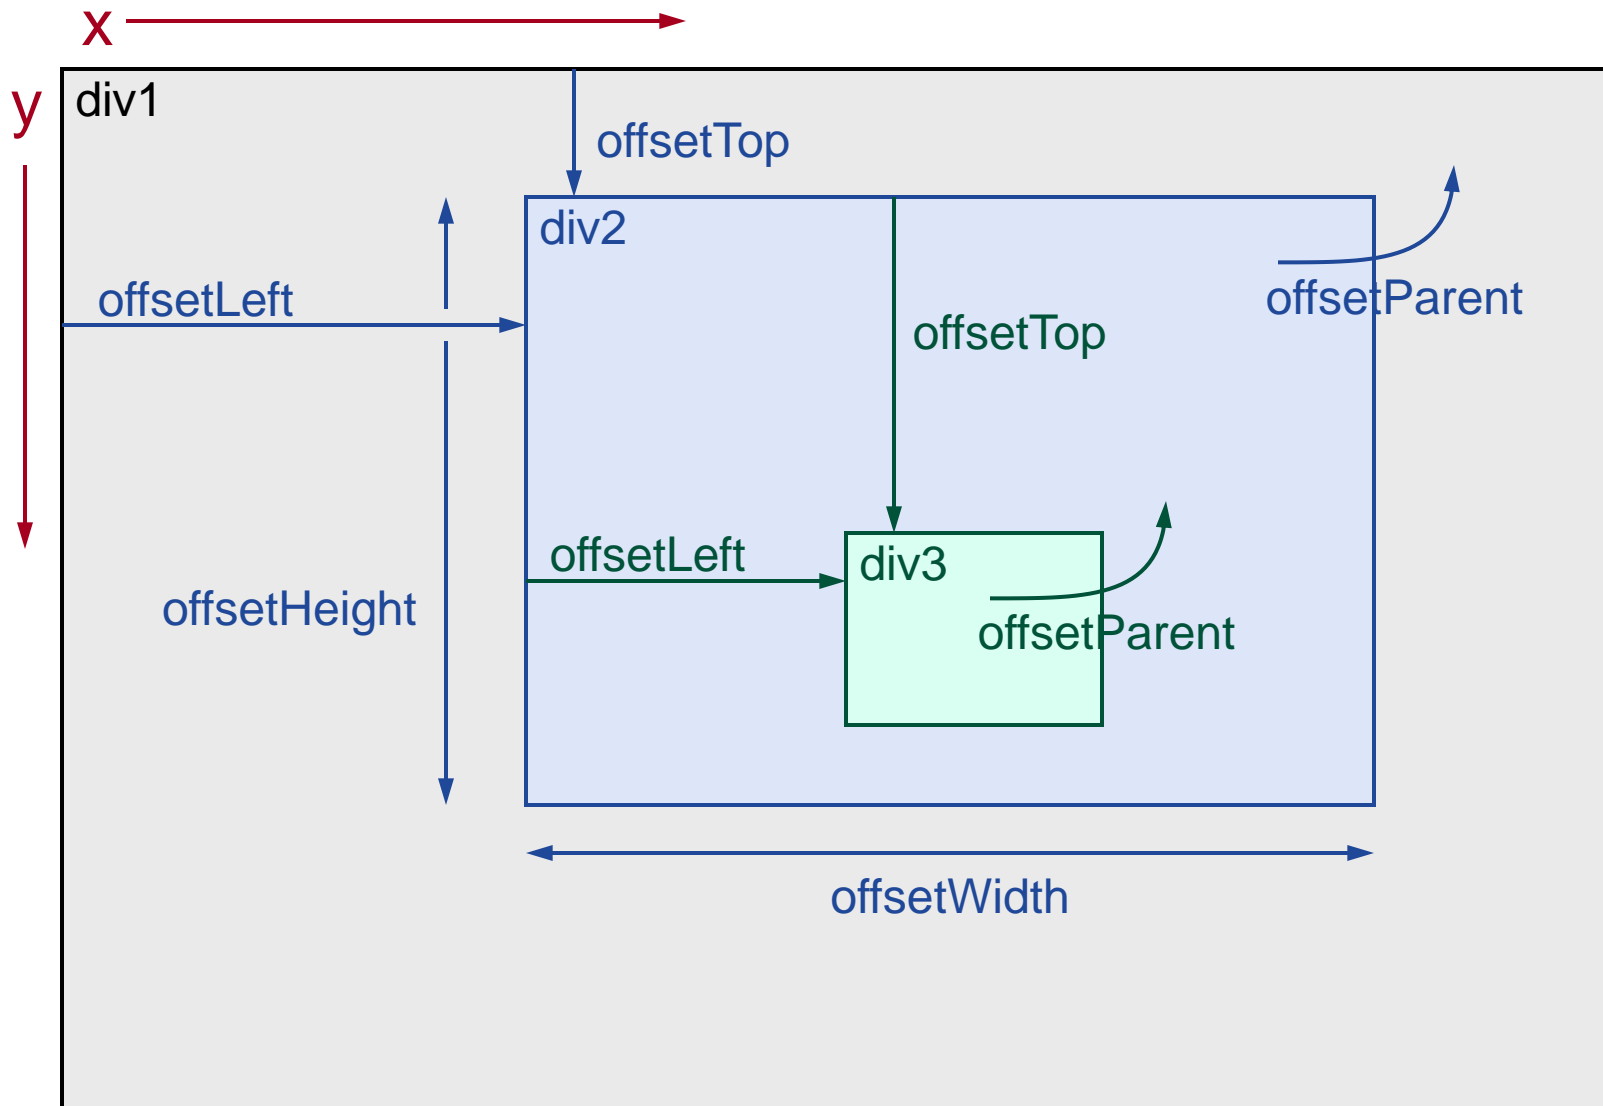 x
y
div1
offsetTop
div2
offsetLeft
offsetParent
offsetTop
offsetLeft
div3
offsetHeight
offsetParent
offsetWidth